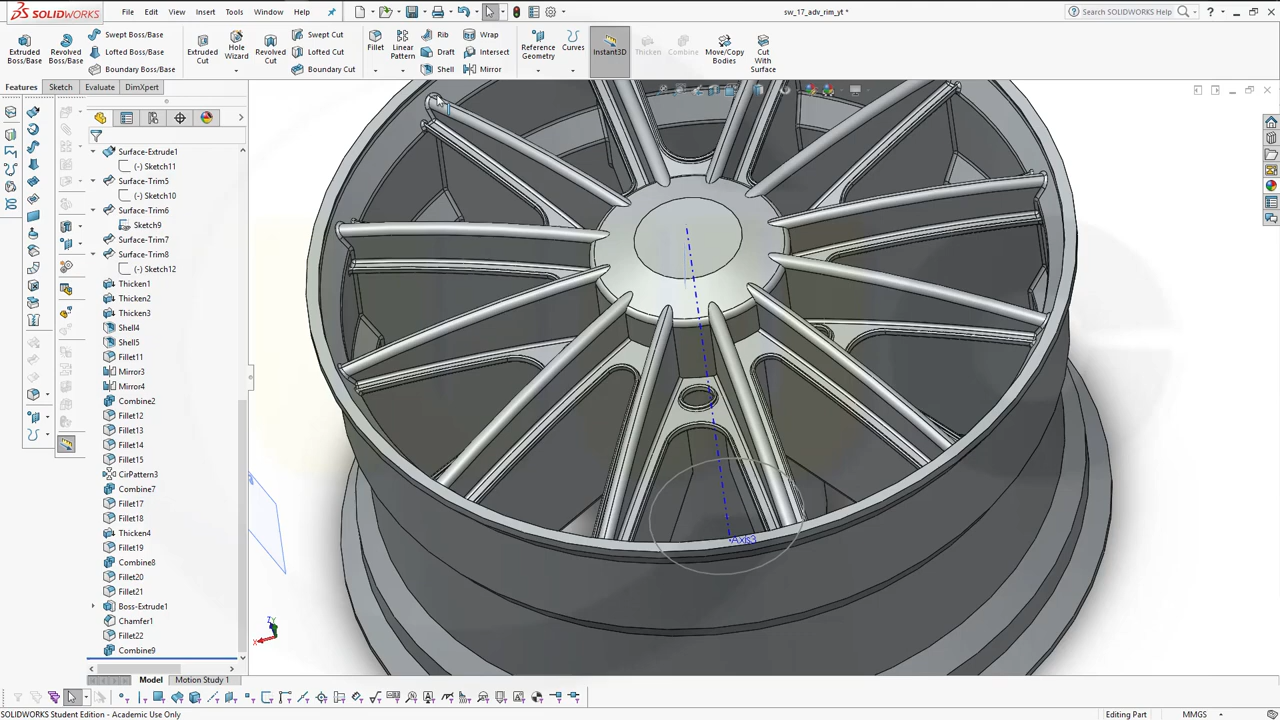 SOLIDWORKS
File Edit View Insert Tools Window Help
sw_17_adv_rim_yt *
Search SOLIDWORKS Help
Extruded Boss/Base
Revolved Boss/Base
Swept Boss/Base
Lofted Boss/Base
Boundary Boss/Base
Extruded Cut
Hole Wizard
Revolved Cut
Swept Cut
Lofted Cut
Boundary Cut
Fillet
Linear Pattern
Rib
Draft
Shell
Wrap
Intersect
Mirror
Reference Geometry
Curves
Instant3D
Thicken
Combine
Move/Copy Bodies
Cut With Surface
Features Sketch Evaluate DimXpert
Surface-Extrude1
(-) Sketch11
Surface-Trim5
(-) Sketch10
Surface-Trim6
Sketch9
Surface-Trim7
Surface-Trim8
(-) Sketch12
Thicken1
Thicken2
Thicken3
Shell4
Shell5
Fillet11
Mirror3
Mirror4
Combine2
Fillet12
Fillet13
Fillet14
Fillet15
CirPattern3
Combine7
Fillet17
Fillet18
Thicken4
Fillet19
Combine8
Fillet20
Fillet21
Boss-Extrude1
Chamfer1
Fillet22
Combine9
Axis3
Z Y
X
Model Motion Study 1
SOLIDWORKS Student Edition - Academic Use Only
Editing Part MMGS